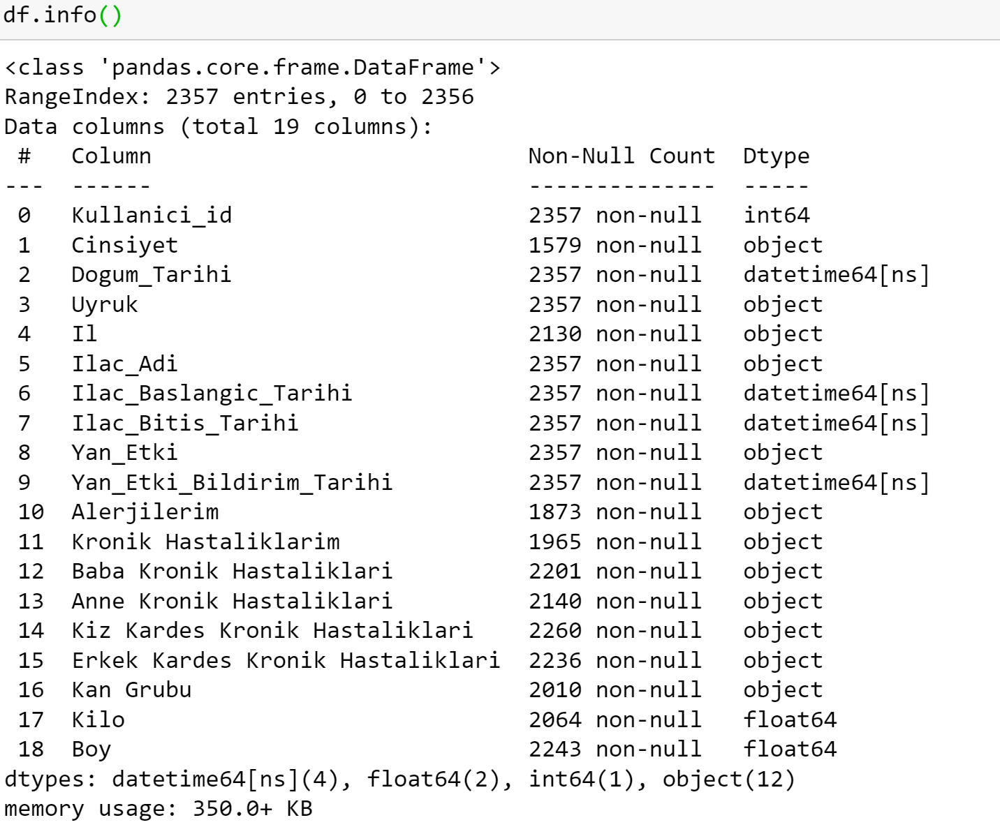 df.info()
<class 'pandas.core.frame.DataFrame'>
RangeIndex: 2357 entries, 0 to 2356
Data columns (total 19 columns):
 #   Column                            Non-Null Count  Dtype
---  ------                            --------------  -----
 0   Kullanici_id                      2357 non-null   int64
 1   Cinsiyet                          1579 non-null   object
 2   Dogum_Tarihi                      2357 non-null   datetime64[ns]
 3   Uyruk                             2357 non-null   object
 4   Il                                2130 non-null   object
 5   Ilac_Adi                          2357 non-null   object
 6   Ilac_Baslangic_Tarihi             2357 non-null   datetime64[ns]
 7   Ilac_Bitis_Tarihi                 2357 non-null   datetime64[ns]
 8   Yan_Etki                          2357 non-null   object
 9   Yan_Etki_Bildirim_Tarihi          2357 non-null   datetime64[ns]
 10  Alerjilerim                       1873 non-null   object
 11  Kronik Hastaliklarim              1965 non-null   object
 12  Baba Kronik Hastaliklari          2201 non-null   object
 13  Anne Kronik Hastaliklari          2140 non-null   object
 14  Kiz Kardes Kronik Hastaliklari    2260 non-null   object
 15  Erkek Kardes Kronik Hastaliklari  2236 non-null   object
 16  Kan Grubu                         2010 non-null   object
 17  Kilo                              2064 non-null   float64
 18  Boy                               2243 non-null   float64
dtypes: datetime64[ns](4), float64(2), int64(1), object(12)
memory usage: 350.0+ KB